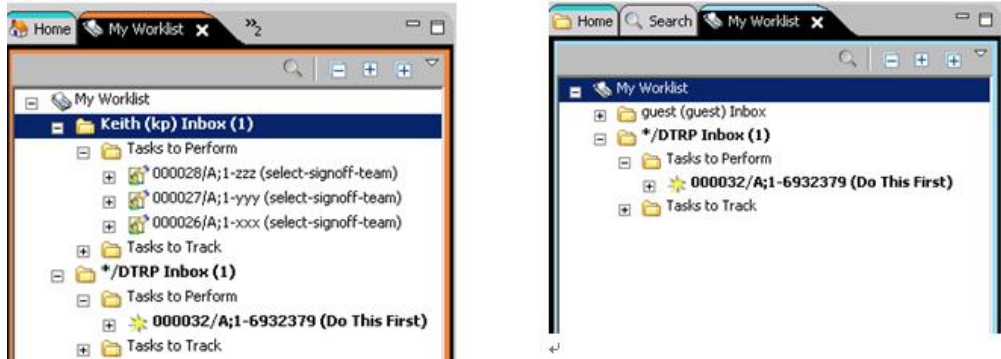 Home My Worklist X »2
My Worklist
Keith (kp) Inbox (1)
Tasks to Perform
000028/A;1-zzz (select-signoff-team)
000027/A;1-yyy (select-signoff-team)
000026/A;1-xxx (select-signoff-team)
Tasks to Track
*/DTRP Inbox (1)
Tasks to Perform
000032/A;1-6932379 (Do This First)
Tasks to Track
Home Search My Worklist X
My Worklist
guest (guest) Inbox
*/DTRP Inbox (1)
Tasks to Perform
000032/A;1-6932379 (Do This First)
Tasks to Track